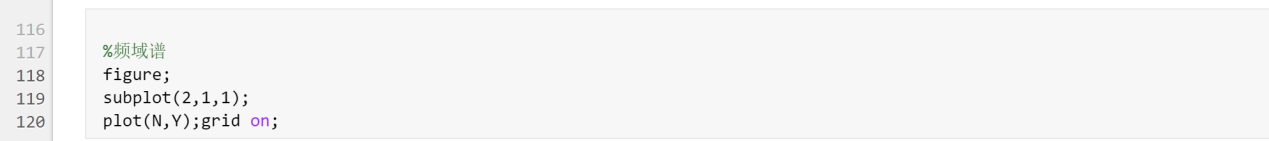 116
117 %频域谱
118 figure;
119 subplot(2,1,1);
120 plot(N,Y);grid on;